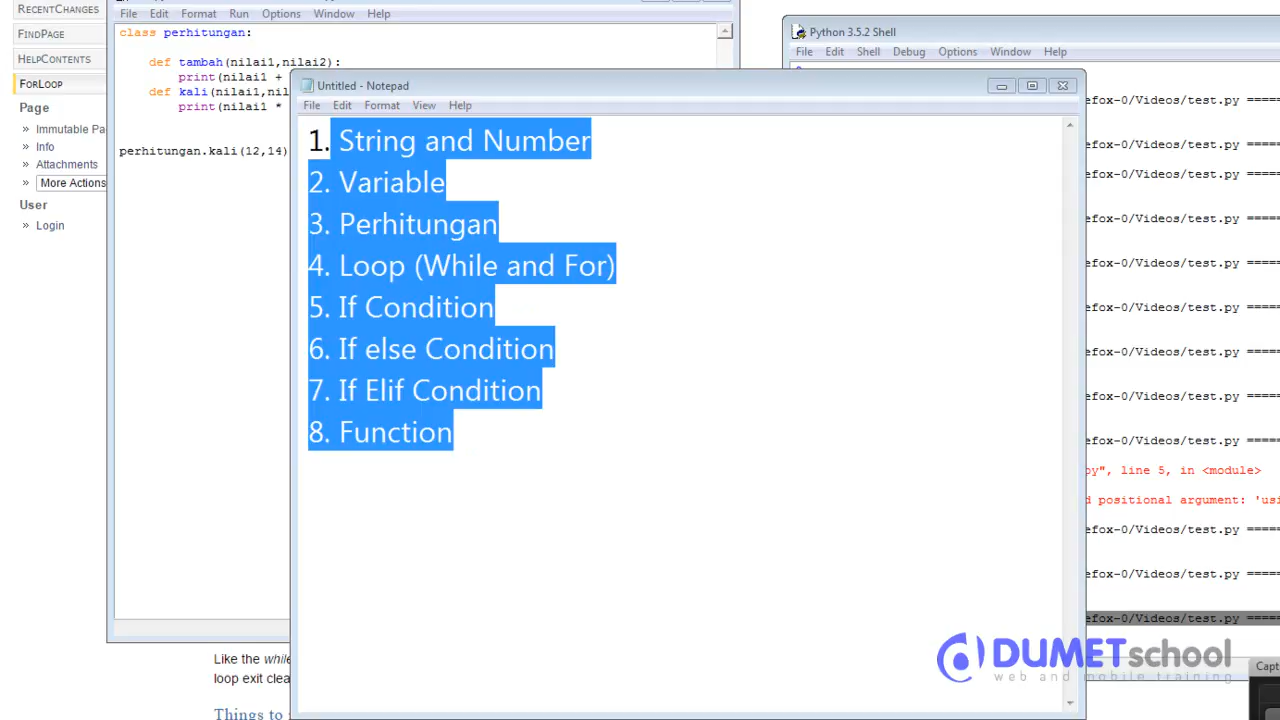 RECENTCHANGES
FINDPAGE
HELPCONTENTS
FORLOOP
Page
» Immutable Pa
» Info
» Attachments
» More Actions
User
» Login
File Edit Format Run Options Window Help
class perhitungan:
def tambah(nilai1,nilai2):
print(nilai1 +
def kali(nilai1,nil
print(nilai1 *
perhitungan.kali(12,14)
Python 3.5.2 Shell
File Edit Shell Debug Options Window Help
Untitled - Notepad
File Edit Format View Help
1. String and Number
2. Variable
3. Perhitungan
4. Loop (While and For)
5. If Condition
6. If else Condition
7. If Elif Condition
8. Function
efox-0/Videos/test.py =====
efox-0/Videos/test.py =====
efox-0/Videos/test.py =====
efox-0/Videos/test.py =====
efox-0/Videos/test.py =====
efox-0/Videos/test.py =====
efox-0/Videos/test.py =====
efox-0/Videos/test.py =====
efox-0/Videos/test.py =====
py", line 5, in <module>
d positional argument: 'usi
efox-0/Videos/test.py =====
efox-0/Videos/test.py =====
efox-0/Videos/test.py =====
Like the while
loop exit clea
Things to
DUMETschool
web and mobile training
Capt